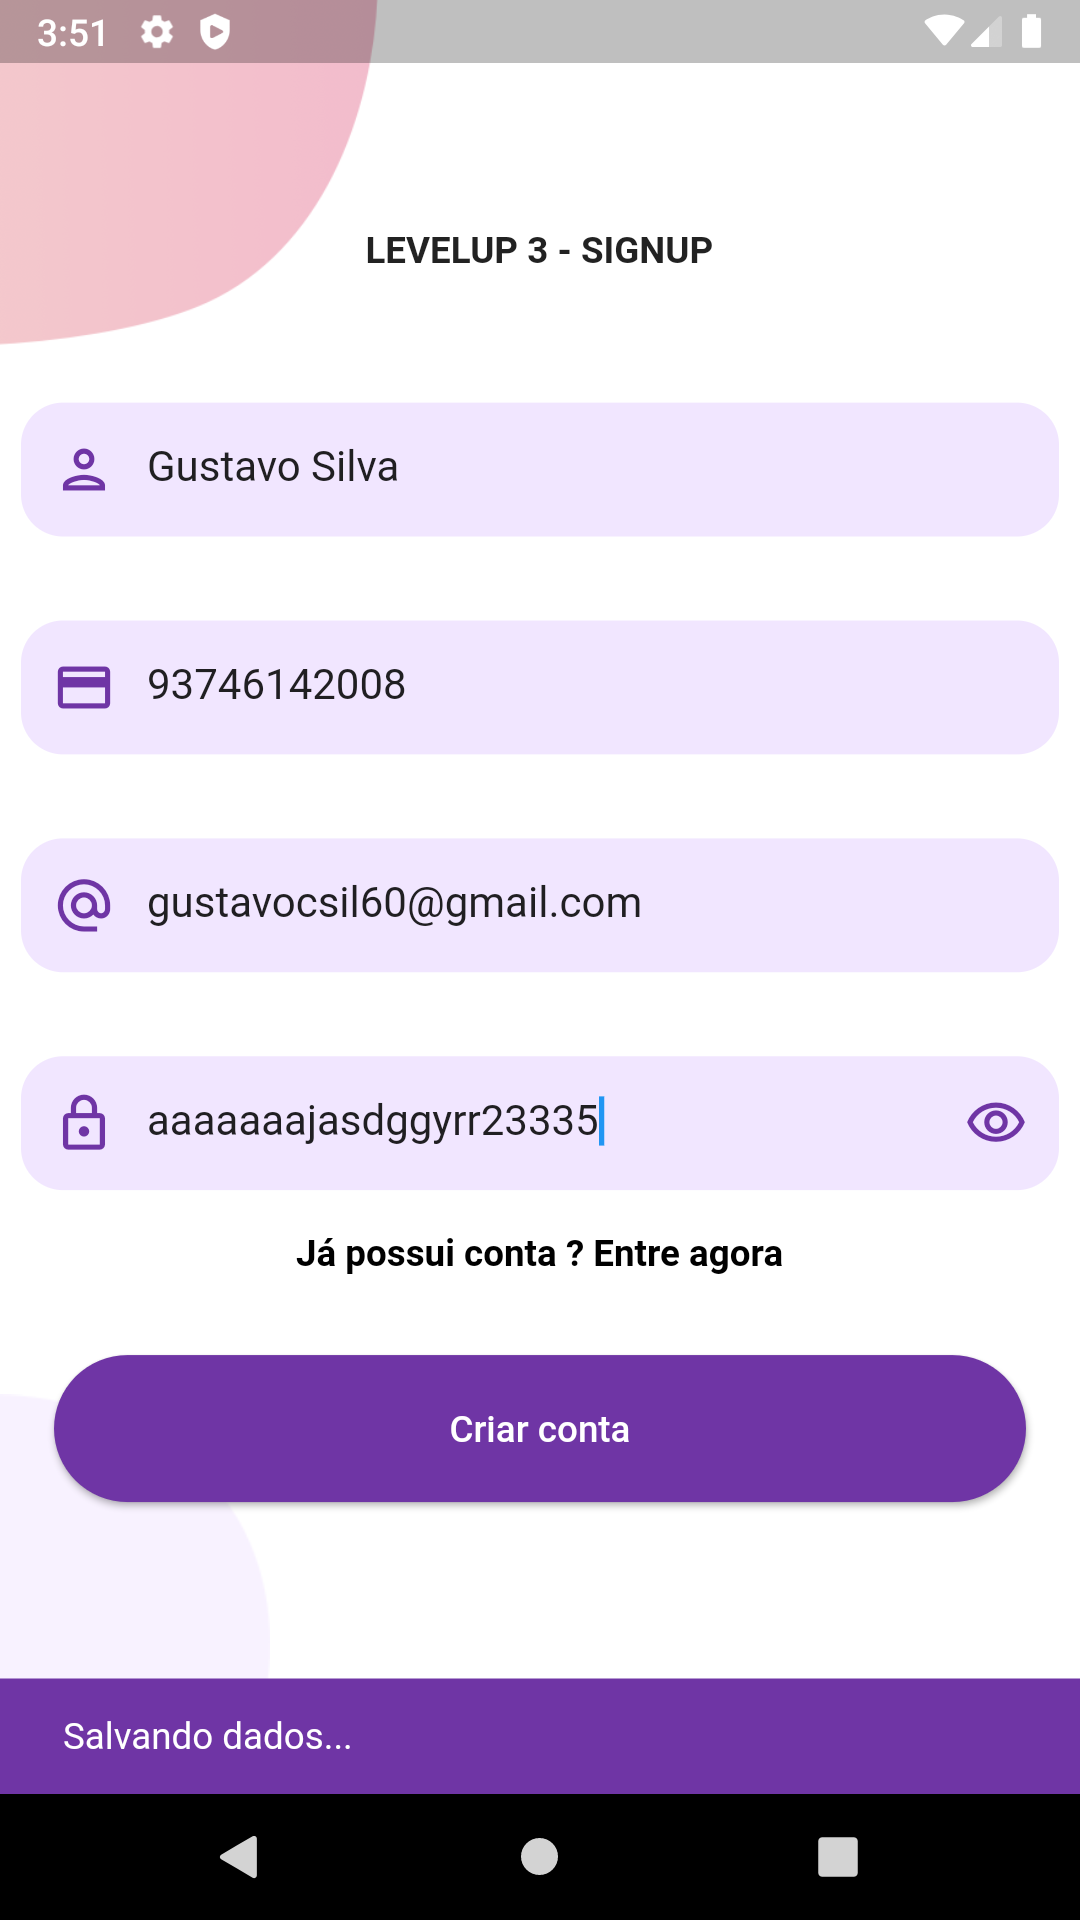 3:51
LEVELUP 3 - SIGNUP
Gustavo Silva
93746142008
gustavocsil60@gmail.com
aaaaaaajasdggyrr23335
Já possui conta ? Entre agora
Criar conta
Salvando dados...